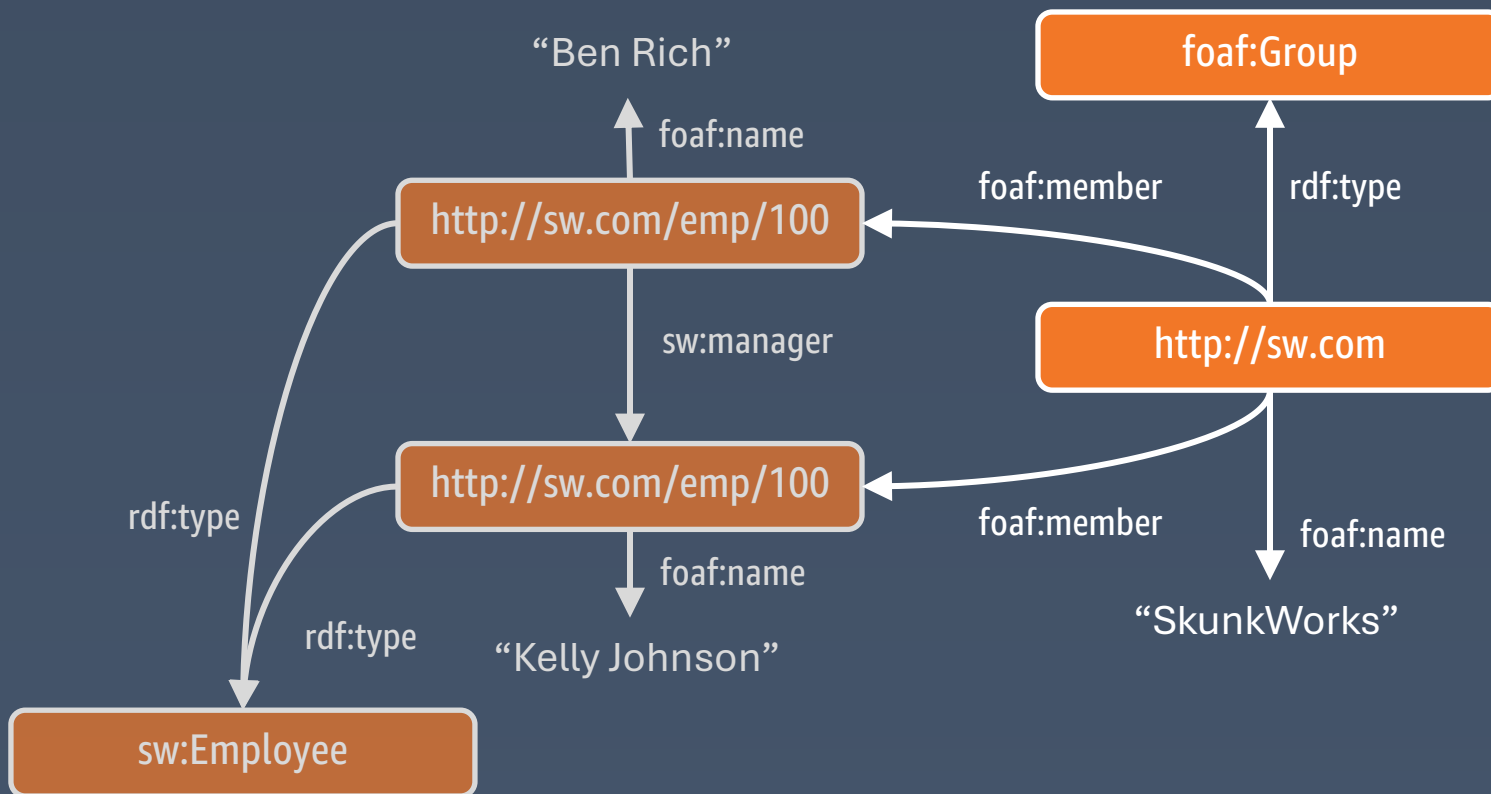 “Ben Rich”
foaf:Group
foaf:name
foaf:member
rdf:type
http://sw.com/emp/100
sw:manager
http://sw.com
http://sw.com/emp/100
rdf:type
foaf:member
foaf:name
foaf:name
“SkunkWorks”
rdf:type
“Kelly Johnson”
sw:Employee